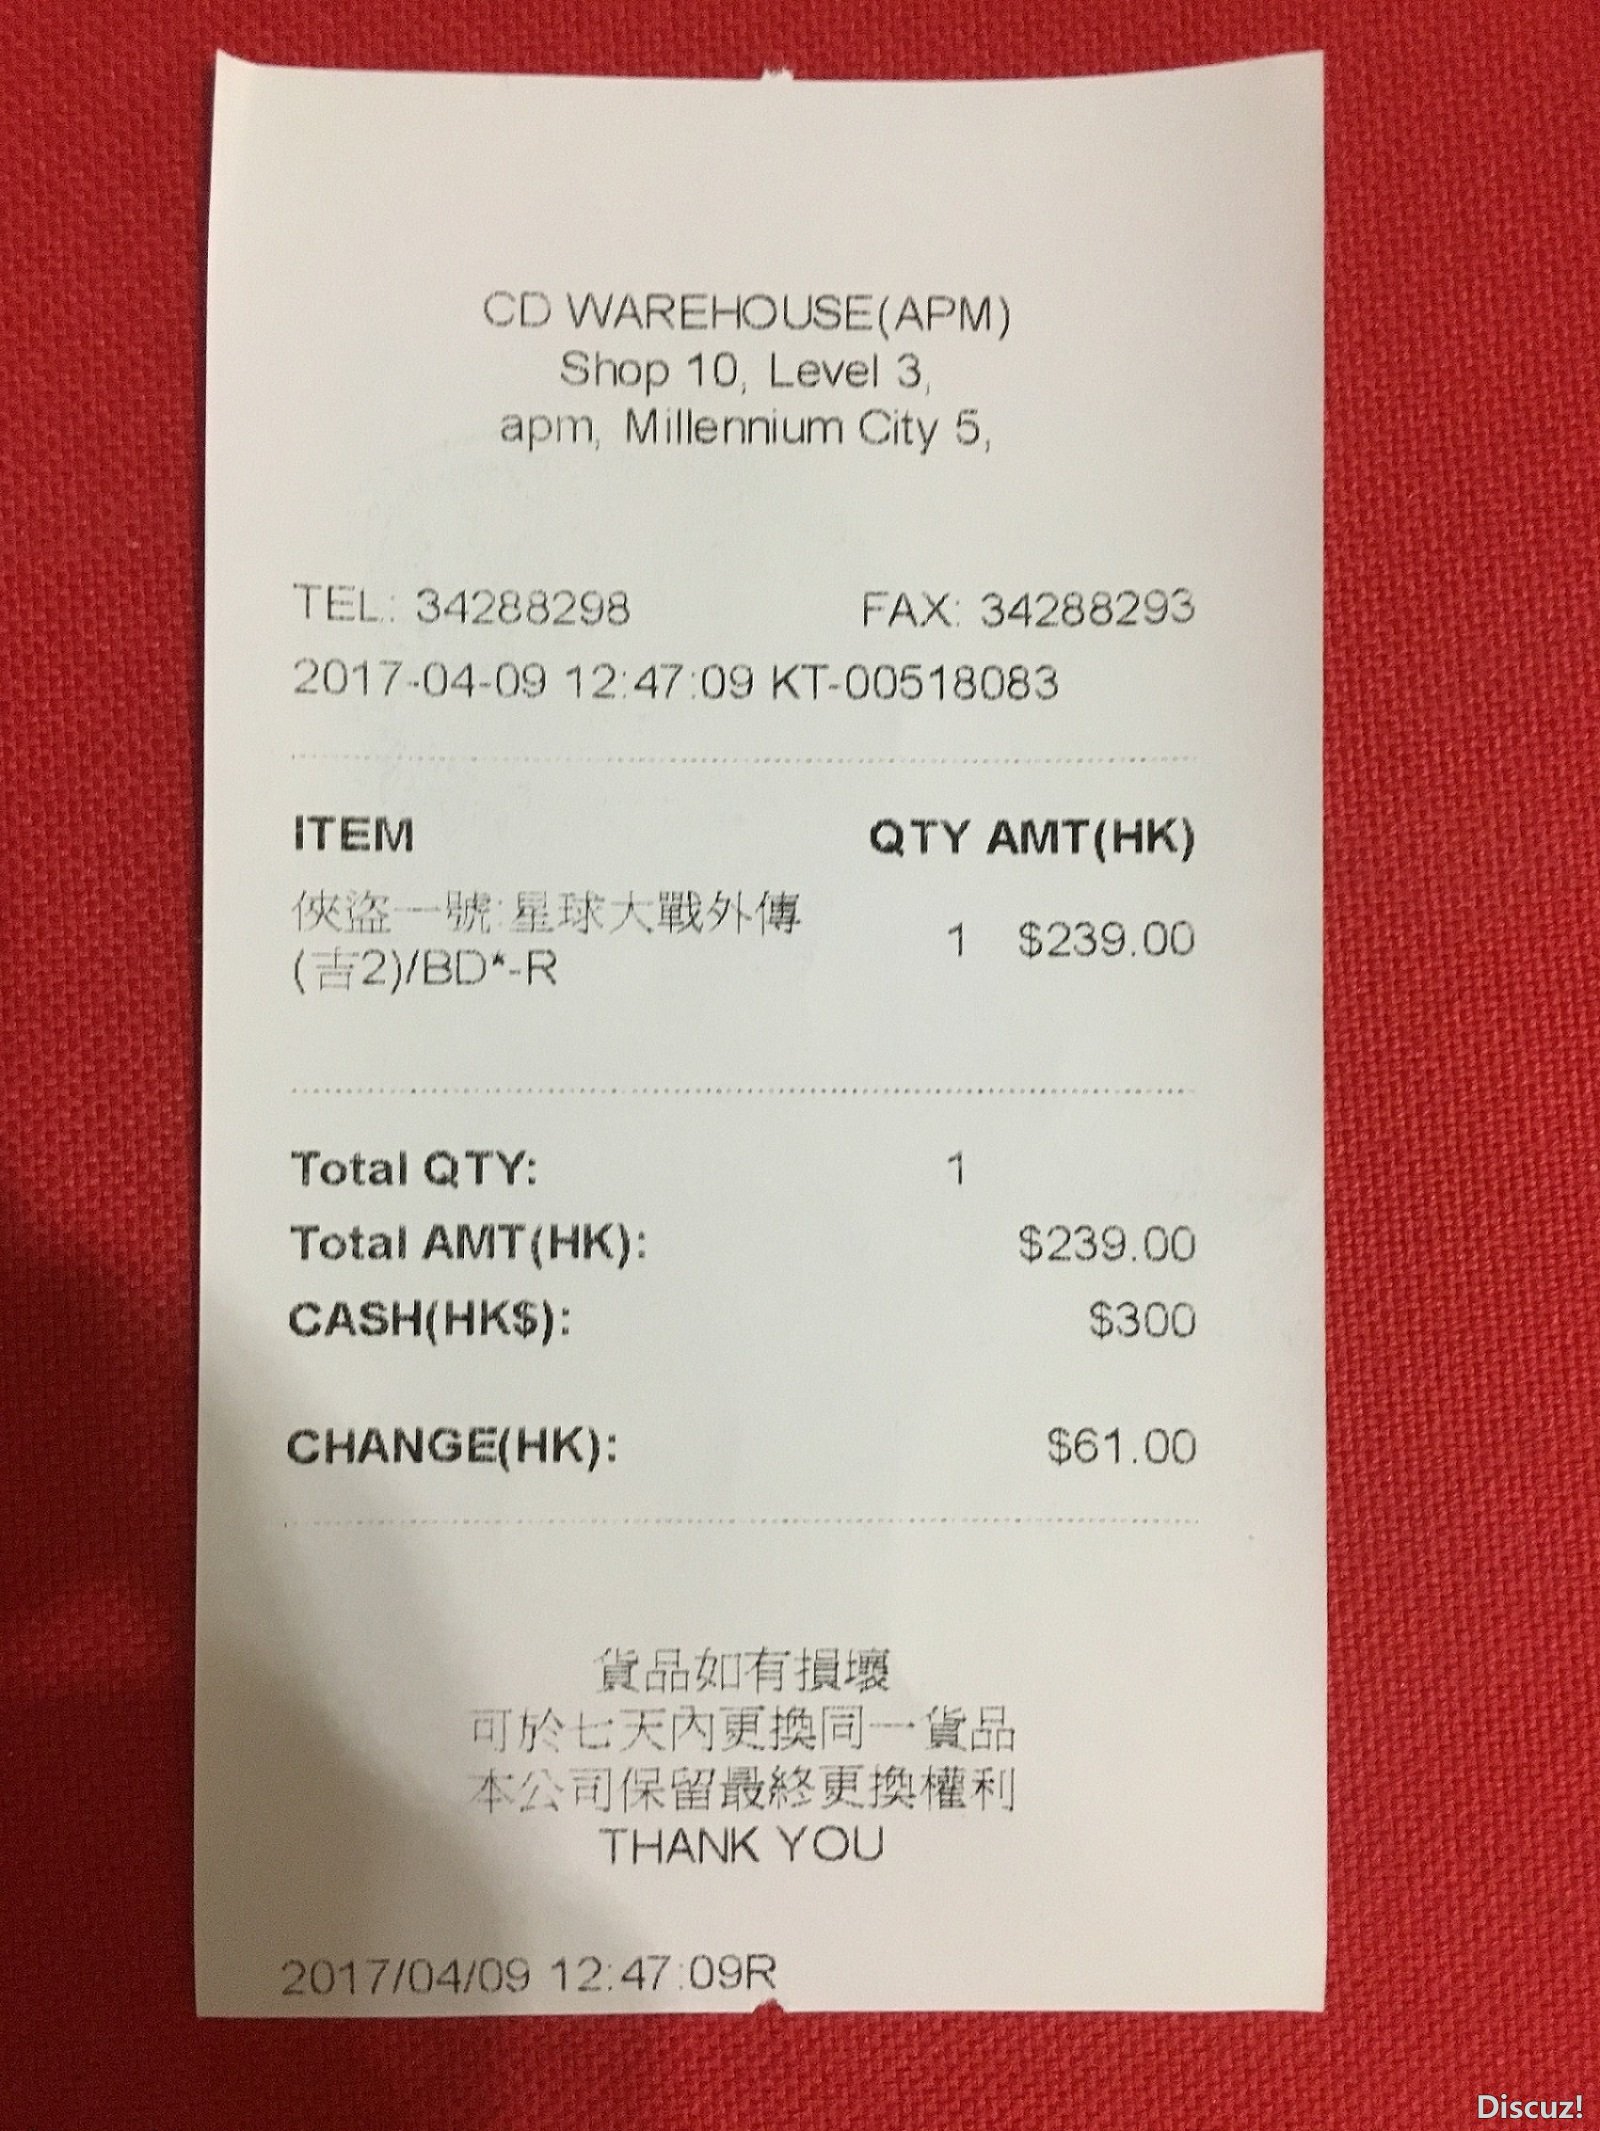 CD WAREHOUSE(APM)
Shop 10, Level 3,
apm, Millennium City 5,
TEL: 34288298 FAX: 34288293
2017-04-09 12:47:09 KT-00518083
ITEM QTY AMT(HK)
俠盜一號:星球大戰外傳
(吉2)/BD*-R 1 $239.00
Total QTY: 1
Total AMT(HK): $239.00
CASH(HK$): $300
CHANGE(HK): $61.00
貨品如有損壞
可於七天內更換同一貨品
本公司保留最終更換權利
THANK YOU
2017/04/09 12:47:09R
Discuz!